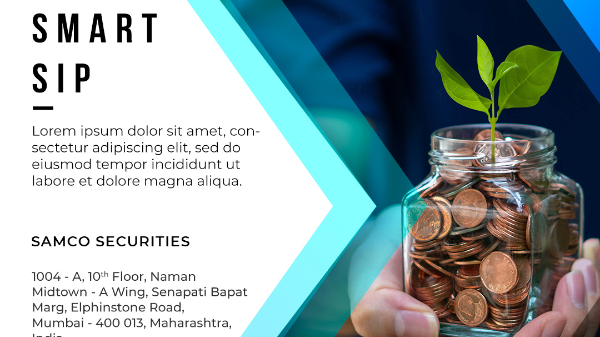 SMART
SIP
Lorem ipsum dolor sit amet, con-
sectetur adipiscing elit, sed do
eiusmod tempor incididunt ut
labore et dolore magna aliqua.
SAMCO SECURITIES
1004 - A, 10th Floor, Naman
Midtown - A Wing, Senapati Bapat
Marg, Elphinstone Road,
Mumbai - 400 013, Maharashtra,
India